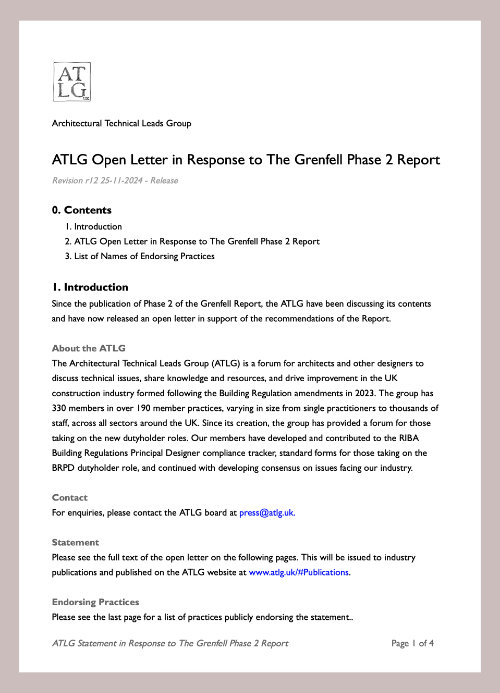 AT
LG UK
Architectural Technical Leads Group
ATLG Open Letter in Response to The Grenfell Phase 2 Report
Revision r12 25-11-2024 - Release
0. Contents
1. Introduction
2. ATLG Open Letter in Response to The Grenfell Phase 2 Report
3. List of Names of Endorsing Practices
1. Introduction
Since the publication of Phase 2 of the Grenfell Report, the ATLG have been discussing its contents
and have now released an open letter in support of the recommendations of the Report.
About the ATLG
The Architectural Technical Leads Group (ATLG) is a forum for architects and other designers to
discuss technical issues, share knowledge and resources, and drive improvement in the UK
construction industry formed following the Building Regulation amendments in 2023. The group has
330 members in over 190 member practices, varying in size from single practitioners to thousands of
staff, across all sectors around the UK. Since its creation, the group has provided a forum for those
taking on the new dutyholder roles. Our members have developed and contributed to the RIBA
Building Regulations Principal Designer compliance tracker, standard forms for those taking on the
BRPD dutyholder role, and continued with developing consensus on issues facing our industry.
Contact
For enquiries, please contact the ATLG board at press@atlg.uk.
Statement
Please see the full text of the open letter on the following pages. This will be issued to industry
publications and published on the ATLG website at www.atlg.uk/#Publications.
Endorsing Practices
Please see the last page for a list of practices publicly endorsing the statement..
ATLG Statement in Response to The Grenfell Phase 2 Report Page 1 of 4